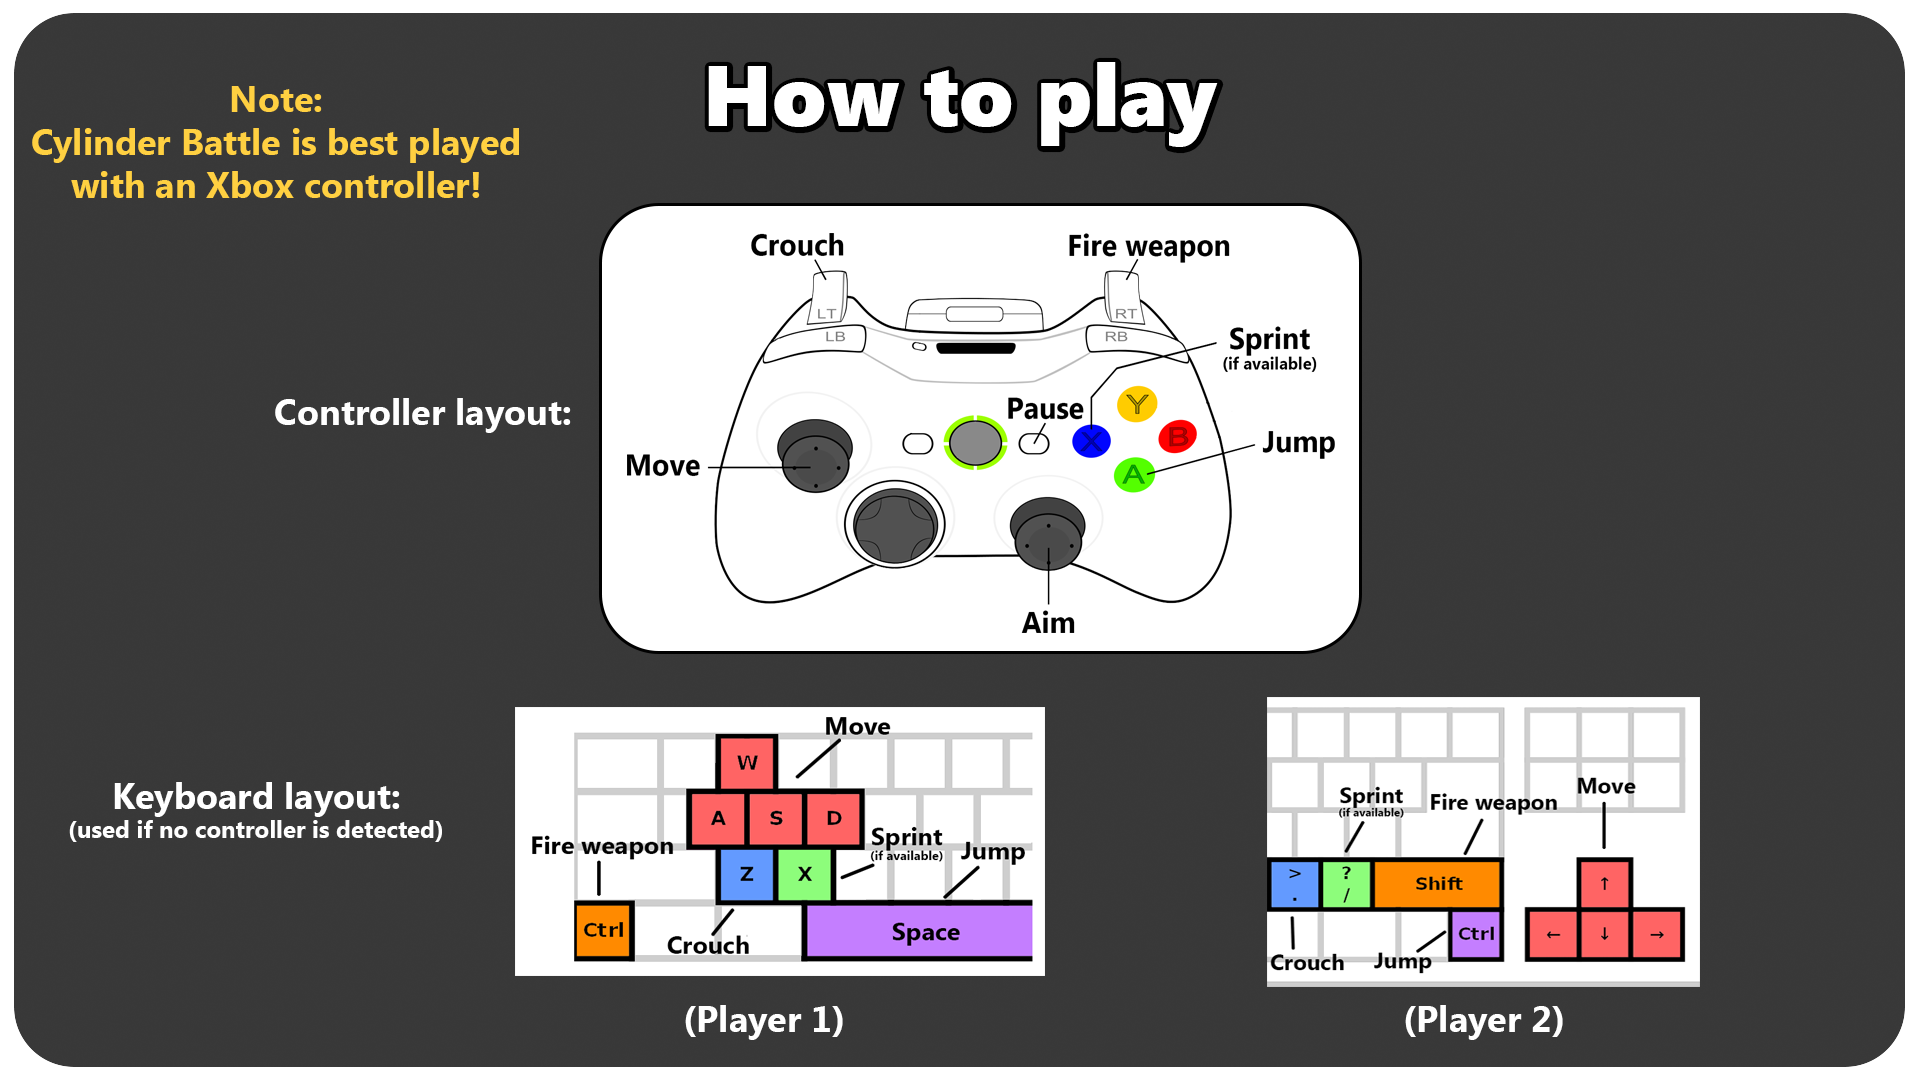 How to play
Note:
Cylinder Battle is best played
with an Xbox controller!
Controller layout:
Crouch
Fire weapon
LT
RT
LB
RB
Sprint
(if available)
Y
Pause
X
B
Jump
Move
A
Aim
Keyboard layout:
(used if no controller is detected)
Move
W
A S D
Fire weapon
Sprint
(if available)
Jump
Z X
Ctrl
Crouch
Space
(Player 1)
Move
Sprint
(if available)
Fire weapon
>
.
?
/
Shift
↑
Ctrl
← ↓ →
Crouch
Jump
(Player 2)